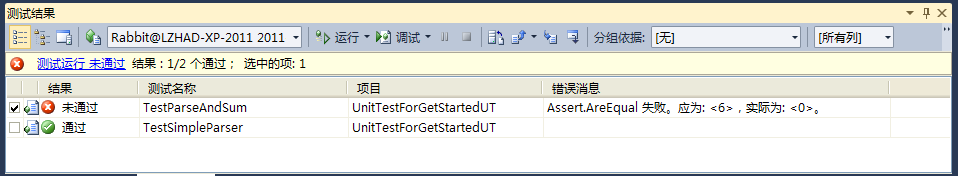 测试结果
Rabbit@LZHAD-XP-2011 2011 运行 调试 分组依据: [无] [所有列]
测试运行 未通过 结果：1/2 个通过； 选中的项: 1
结果 测试名称 项目 错误消息
未通过 TestParseAndSum UnitTestForGetStartedUT Assert.AreEqual 失败。应为: <6>，实际为: <0>。
通过 TestSimpleParser UnitTestForGetStartedUT